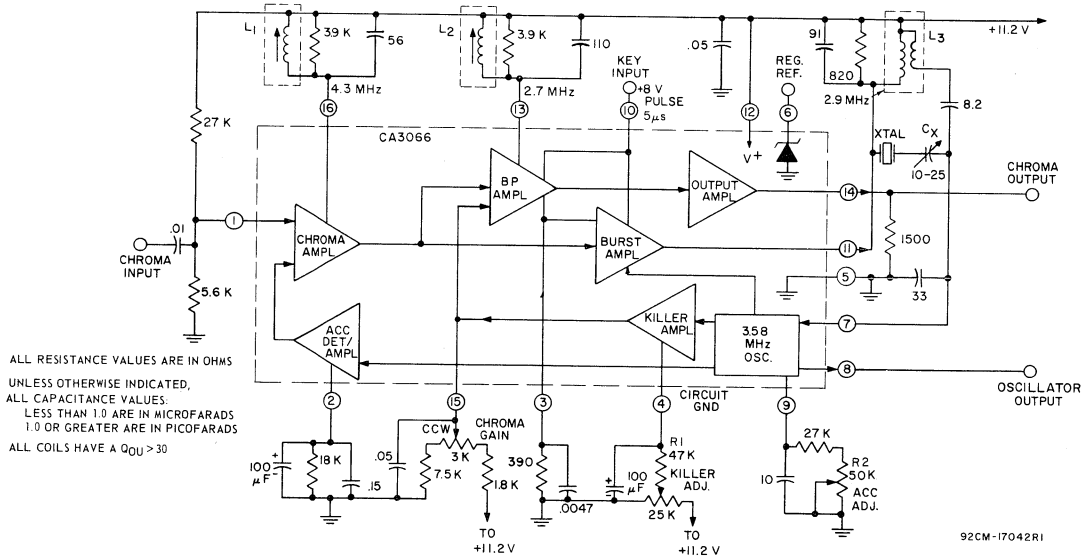 L1
3.9 K
56
L2
3.9 K
110
.05
91
820
L3
+11.2 V
4.3 MHz
2.7 MHz
KEY
INPUT
+8 V
PULSE
5μs
REG.
REF.
2.9 MHz
8.2
16
13
10
12
6
27 K
CA3066
V+
XTAL
CX
10-25
CHROMA
OUTPUT
BP
AMPL
OUTPUT
AMPL
14
.01
CHROMA
INPUT
1
CHROMA
AMPL
BURST
AMPL
11
1500
5
33
5.6 K
ACC
DET/
AMPL
KILLER
AMPL
3.58
MHz
OSC.
7
8
OSCILLATOR
OUTPUT
ALL RESISTANCE VALUES ARE IN OHMS
UNLESS OTHERWISE INDICATED,
ALL CAPACITANCE VALUES:
LESS THAN 1.0 ARE IN MICROFARADS
1.0 OR GREATER ARE IN PICOFARADS
ALL COILS HAVE A QOU > 30
2
15
3
4
CIRCUIT
GND
9
+
100
μF
-
18 K
.15
.05
CCW
CHROMA
GAIN
3 K
7.5 K
1.8 K
TO
+11.2 V
390
.0047
+
100
μF
R1
47K
KILLER
ADJ.
25 K
TO
+11.2 V
27 K
10
R2
50K
ACC
ADJ.
92CM-17042R1